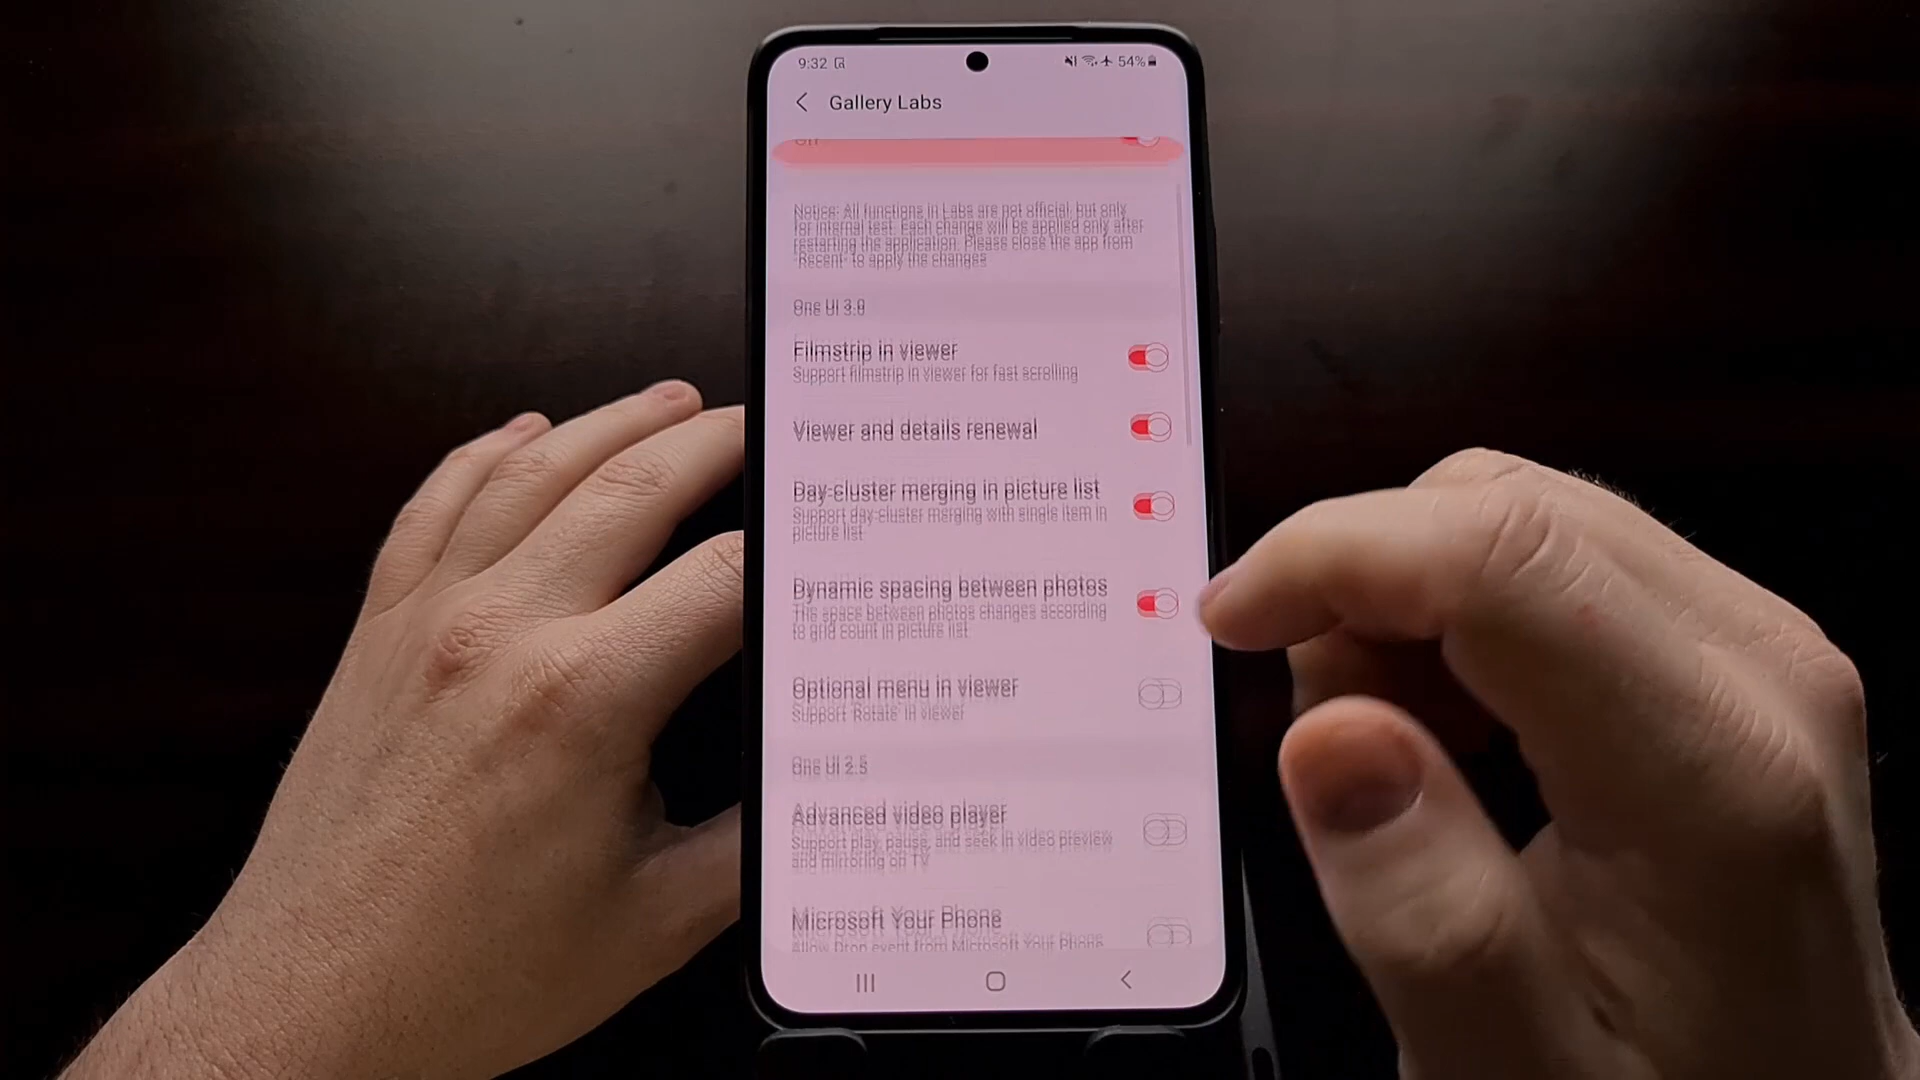 9:32 54%
Gallery Labs
Off
Notice: All functions in Labs are not official, but only
for internal test. Each change will be applied only after
restarting the application. Please close the app from
'Recent' to apply the changes
One UI 3.0
Filmstrip in viewer
Support filmstrip in viewer for fast scrolling
Viewer and details renewal
Day-cluster merging in picture list
Support day-cluster merging with single item in
picture list
Dynamic spacing between photos
The space between photos changes according
to grid count in picture list
Optional menu in viewer
Support 'Rotate' in viewer
One UI 2.5
Advanced video player
Support play, pause, and seek in video preview
and mirroring on TV
Microsoft Your Phone
Allow Drop event from Microsoft Your Phone